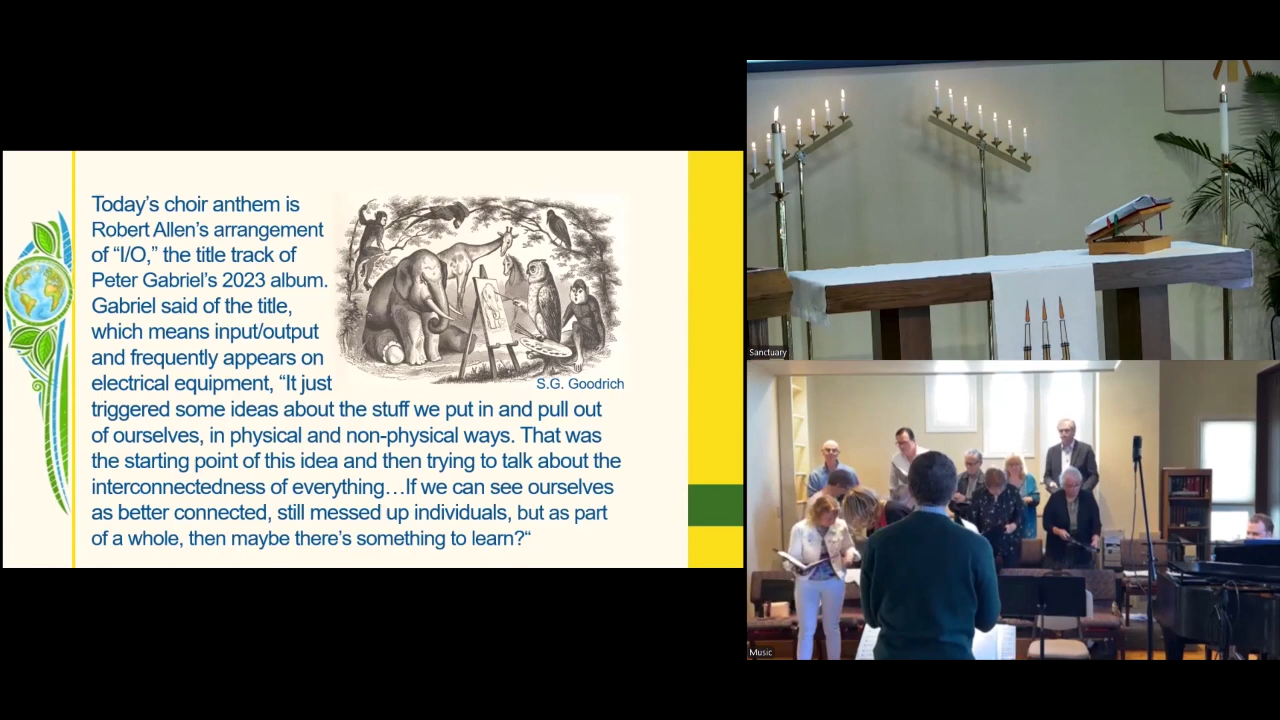 Today's choir anthem is
Robert Allen's arrangement
of “I/O,” the title track of
Peter Gabriel's 2023 album.
Gabriel said of the title,
which means input/output
and frequently appears on
electrical equipment, “It just
triggered some ideas about the stuff we put in and pull out
of ourselves, in physical and non-physical ways. That was
the starting point of this idea and then trying to talk about the
interconnectedness of everything…If we can see ourselves
as better connected, still messed up individuals, but as part
of a whole, then maybe there's something to learn?“
S.G. Goodrich
Sanctuary
Music